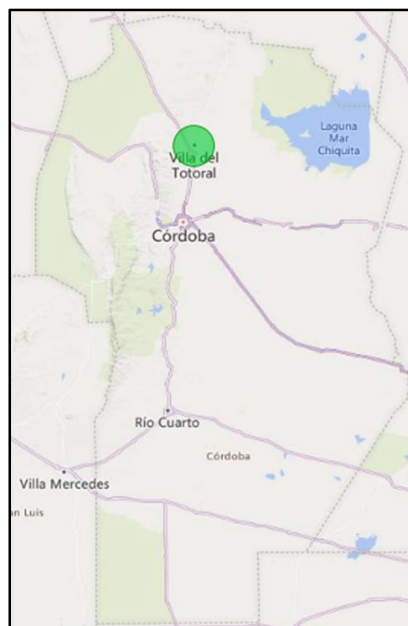 Laguna
Mar
Chiquita
Villa del
Totoral
Córdoba
Río Cuarto
Córdoba
Villa Mercedes
an Luis